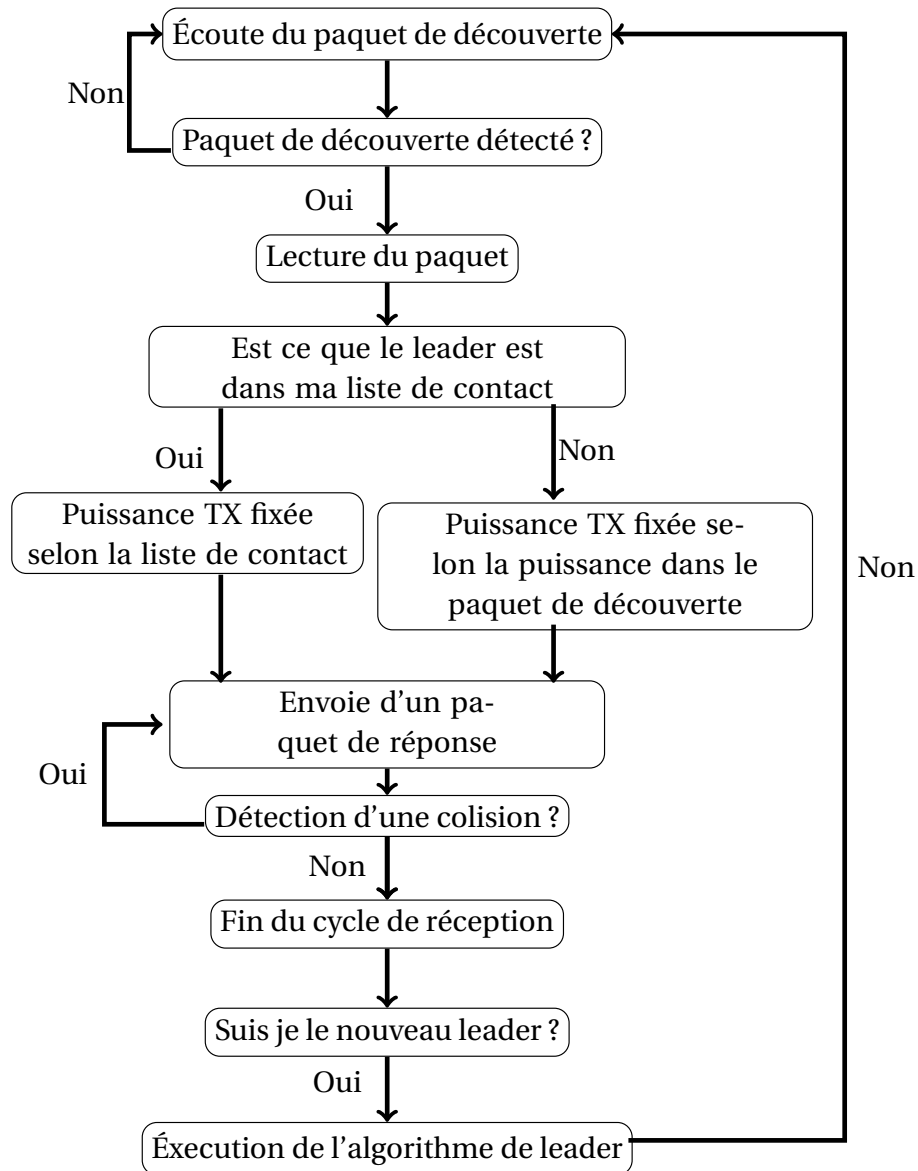 Écoute du paquet de découverte
Non
Paquet de découverte détecté ?
Oui
Lecture du paquet
Est ce que le leader est
dans ma liste de contact
Oui
Non
Puissance TX fixée
selon la liste de contact
Puissance TX fixée se-
lon la puissance dans le
paquet de découverte
Non
Envoie d'un pa-
quet de réponse
Oui
Détection d'une colision ?
Non
Fin du cycle de réception
Suis je le nouveau leader ?
Oui
Éxecution de l'algorithme de leader